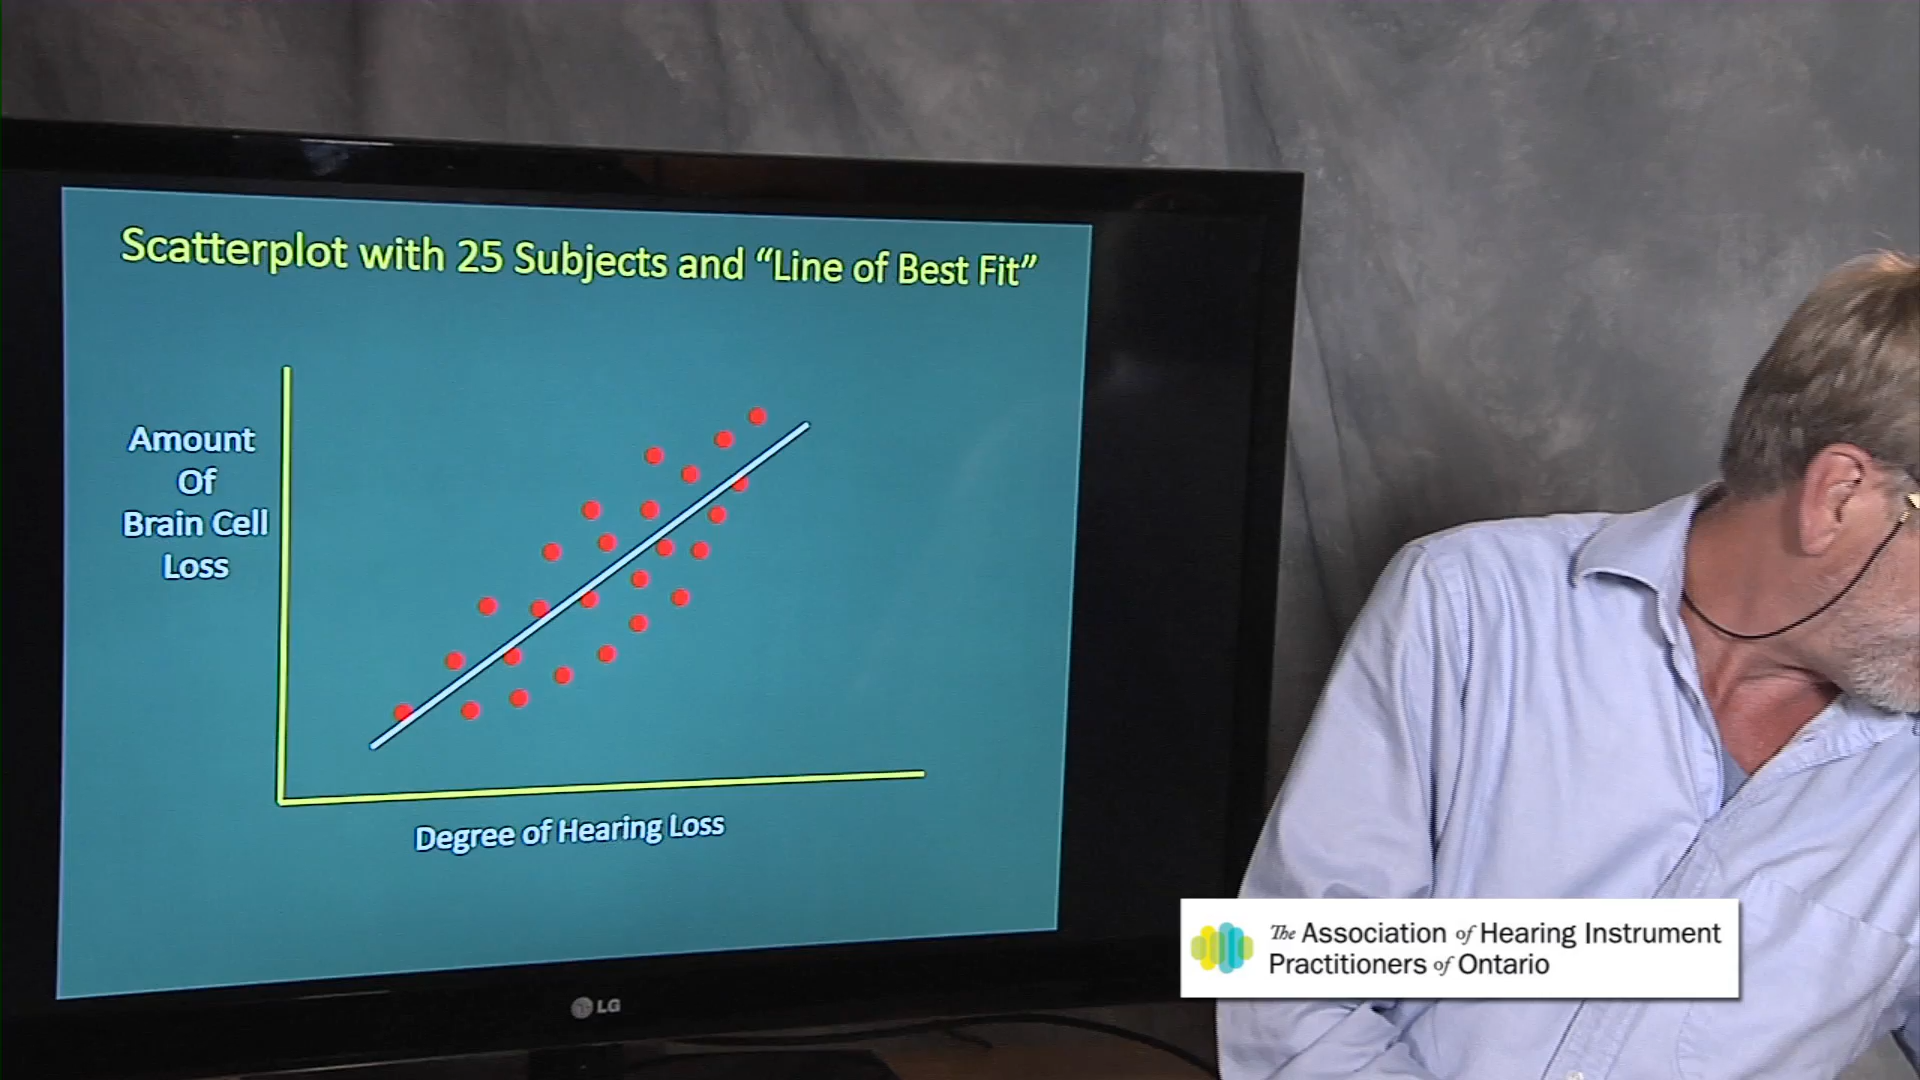 Scatterplot with 25 Subjects and “Line of Best Fit”
Amount
Of
Brain Cell
Loss
Degree of Hearing Loss
LG
The Association of Hearing Instrument
Practitioners of Ontario